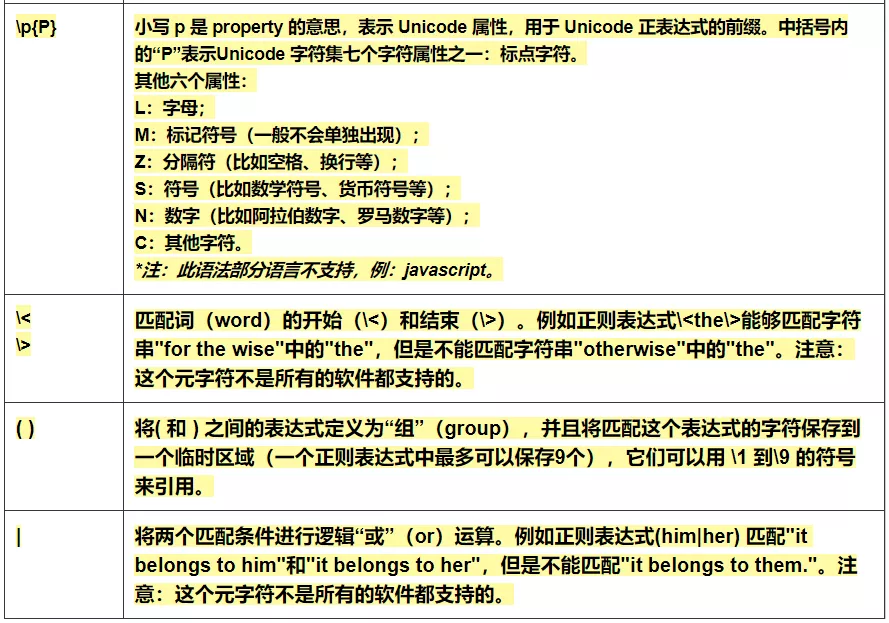 \p{P}
小写 p 是 property 的意思，表示 Unicode 属性，用于 Unicode 正表达式的前缀。中括号内
的“P”表示Unicode 字符集七个字符属性之一：标点字符。
其他六个属性：
L：字母；
M：标记符号（一般不会单独出现）；
Z：分隔符（比如空格、换行等）；
S：符号（比如数学符号、货币符号等）；
N：数字（比如阿拉伯数字、罗马数字等）；
C：其他字符。
*注：此语法部分语言不支持，例：javascript。
\<
\>
匹配词（word）的开始（\<）和结束（\>）。例如正则表达式\<the\>能够匹配字符
串"for the wise"中的"the"，但是不能匹配字符串"otherwise"中的"the"。注意：
这个元字符不是所有的软件都支持的。
( )
将( 和 ) 之间的表达式定义为“组”（group），并且将匹配这个表达式的字符保存到
一个临时区域（一个正则表达式中最多可以保存9个），它们可以用 \1 到\9 的符号
来引用。
|
将两个匹配条件进行逻辑“或”（or）运算。例如正则表达式(him|her) 匹配"it
belongs to him"和"it belongs to her"，但是不能匹配"it belongs to them."。注
意：这个元字符不是所有的软件都支持的。